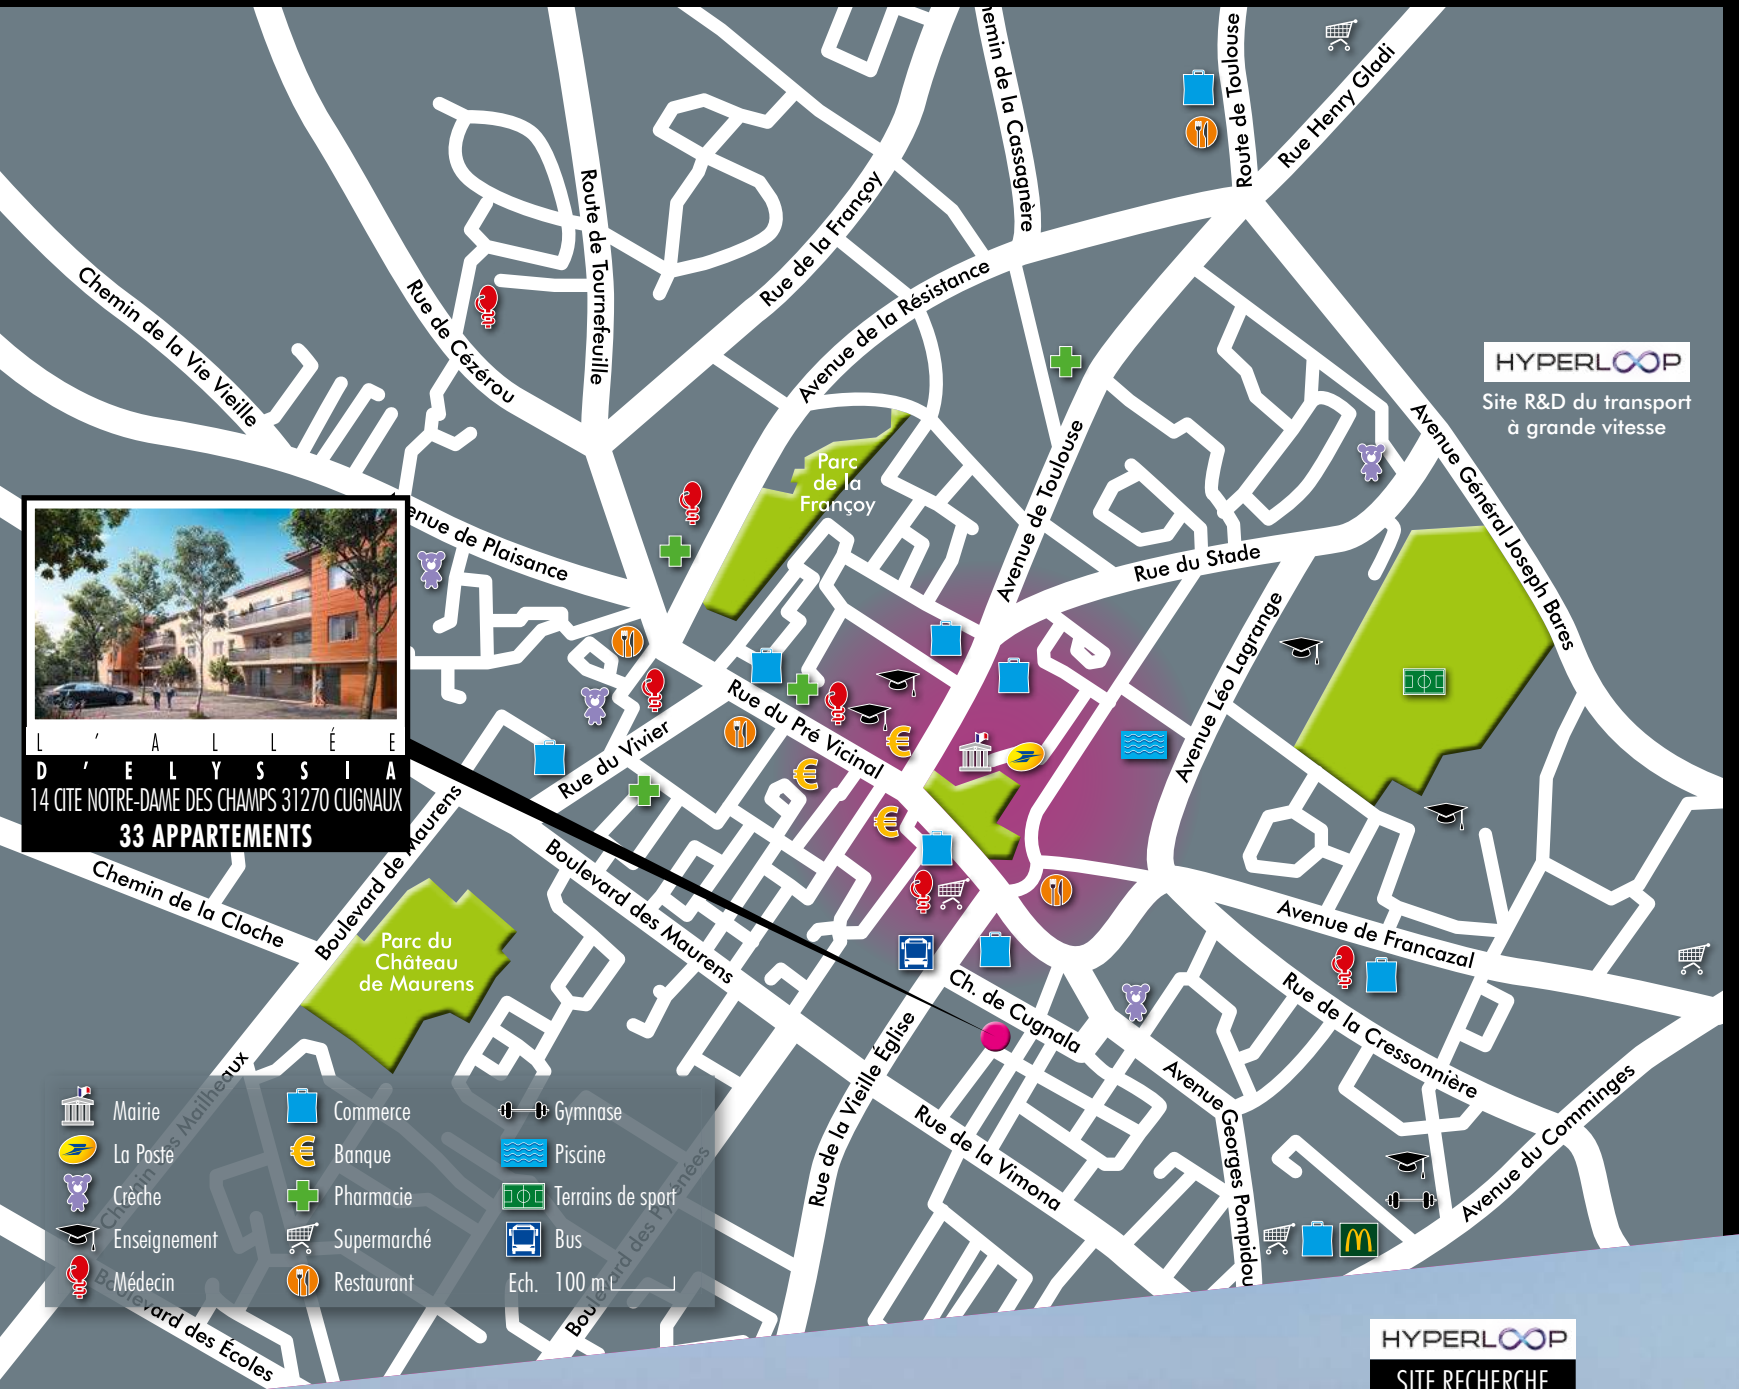 Chemin de la Cassagnère
Route de Toulouse
Rue Henry Gladi
Route de Tournefeuille
Rue de la Françoy
Chemin de la Vie Vieille
Rue de Cézérou
Avenue de la Résistance
HYPERLOOP
Site R&D du transport
à grande vitesse
Avenue Général Joseph Bares
Avenue de Toulouse
Parc
de la
Françoy
enue de Plaisance
Rue du Stade
Avenue Léo Lagrange
Rue du Pré Vicinal
Rue du Vivier
L'ALLÉE
D'ELYSSIA
14 CITE NOTRE-DAME DES CHAMPS 31270 CUGNAUX
33 APPARTEMENTS
Boulevard de Maurens
Boulevard des Maurens
Chemin de la Cloche
Parc du
Château
de Maurens
Avenue de Francazal
Ch. de Cugnala
Rue de la Cressonnière
Rue de la Vieille Église
Avenue Georges Pompidou
Avenue du Comminges
Rue de la Vimona
Chemin des Mailheaux
Boulevard des Pyrénées
Boulevard des Écoles
Mairie
La Poste
Crèche
Enseignement
Médecin
Commerce
Banque
Pharmacie
Supermarché
Restaurant
Gymnase
Piscine
Terrains de sport
Bus
Ech. 100 m
HYPERLOOP
SITE RECHERCHE